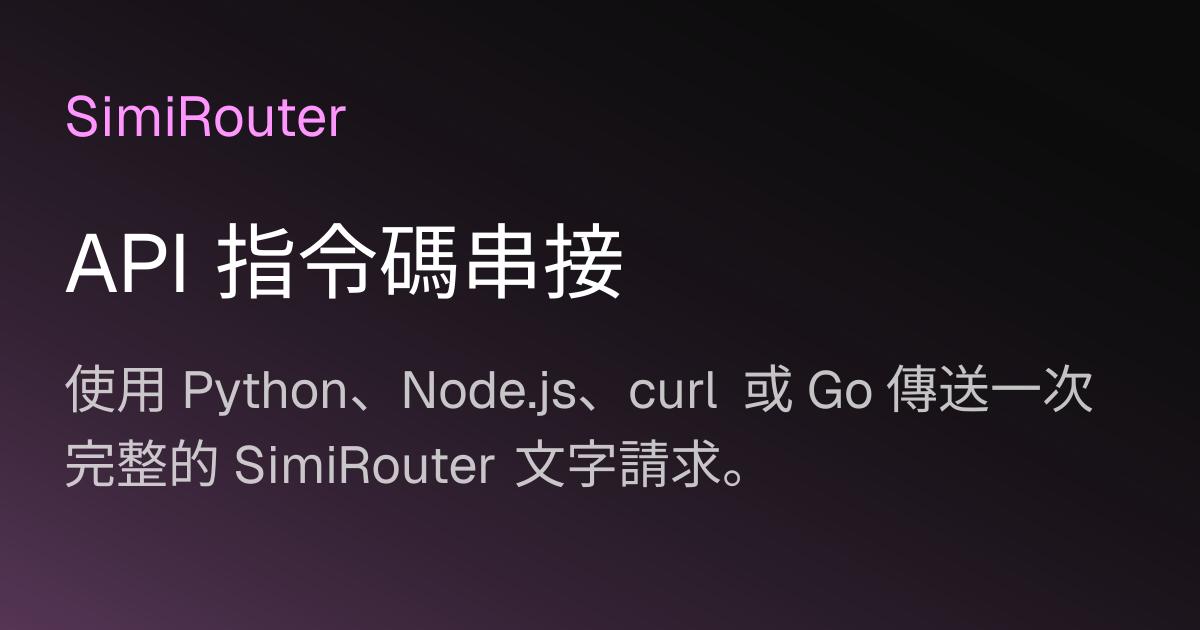 SimiRouter
API 指令碼串接
使用 Python、Node.js、curl 或 Go 傳送一次
完整的 SimiRouter 文字請求。